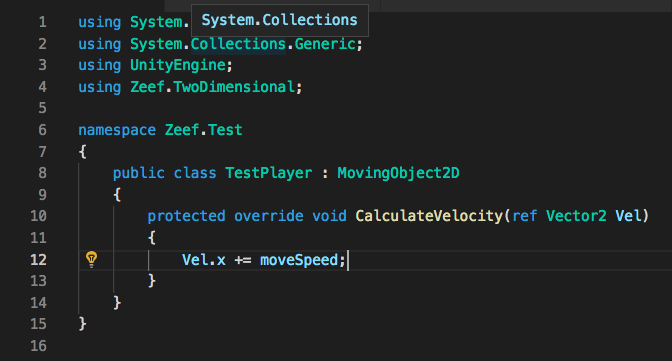 System.Collections
1 using System.
2 using System.Collections.Generic;
3 using UnityEngine;
4 using Zeef.TwoDimensional;
5
6 namespace Zeef.Test
7 {
8 public class TestPlayer : MovingObject2D
9 {
10 protected override void CalculateVelocity(ref Vector2 Vel)
11 {
12 Vel.x += moveSpeed;
13 }
14 }
15 }
16